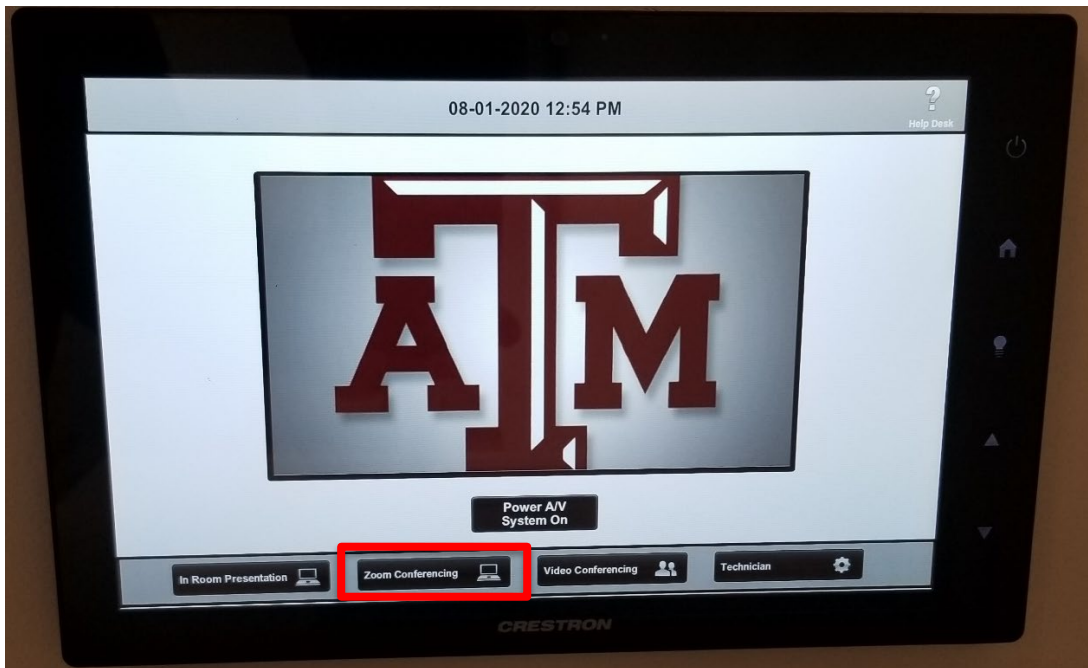 08-01-2020 12:54 PM
?
Help Desk
ATM
Power A/V
System On
In Room Presentation
Zoom Conferencing
Video Conferencing
Technician
CRESTRON